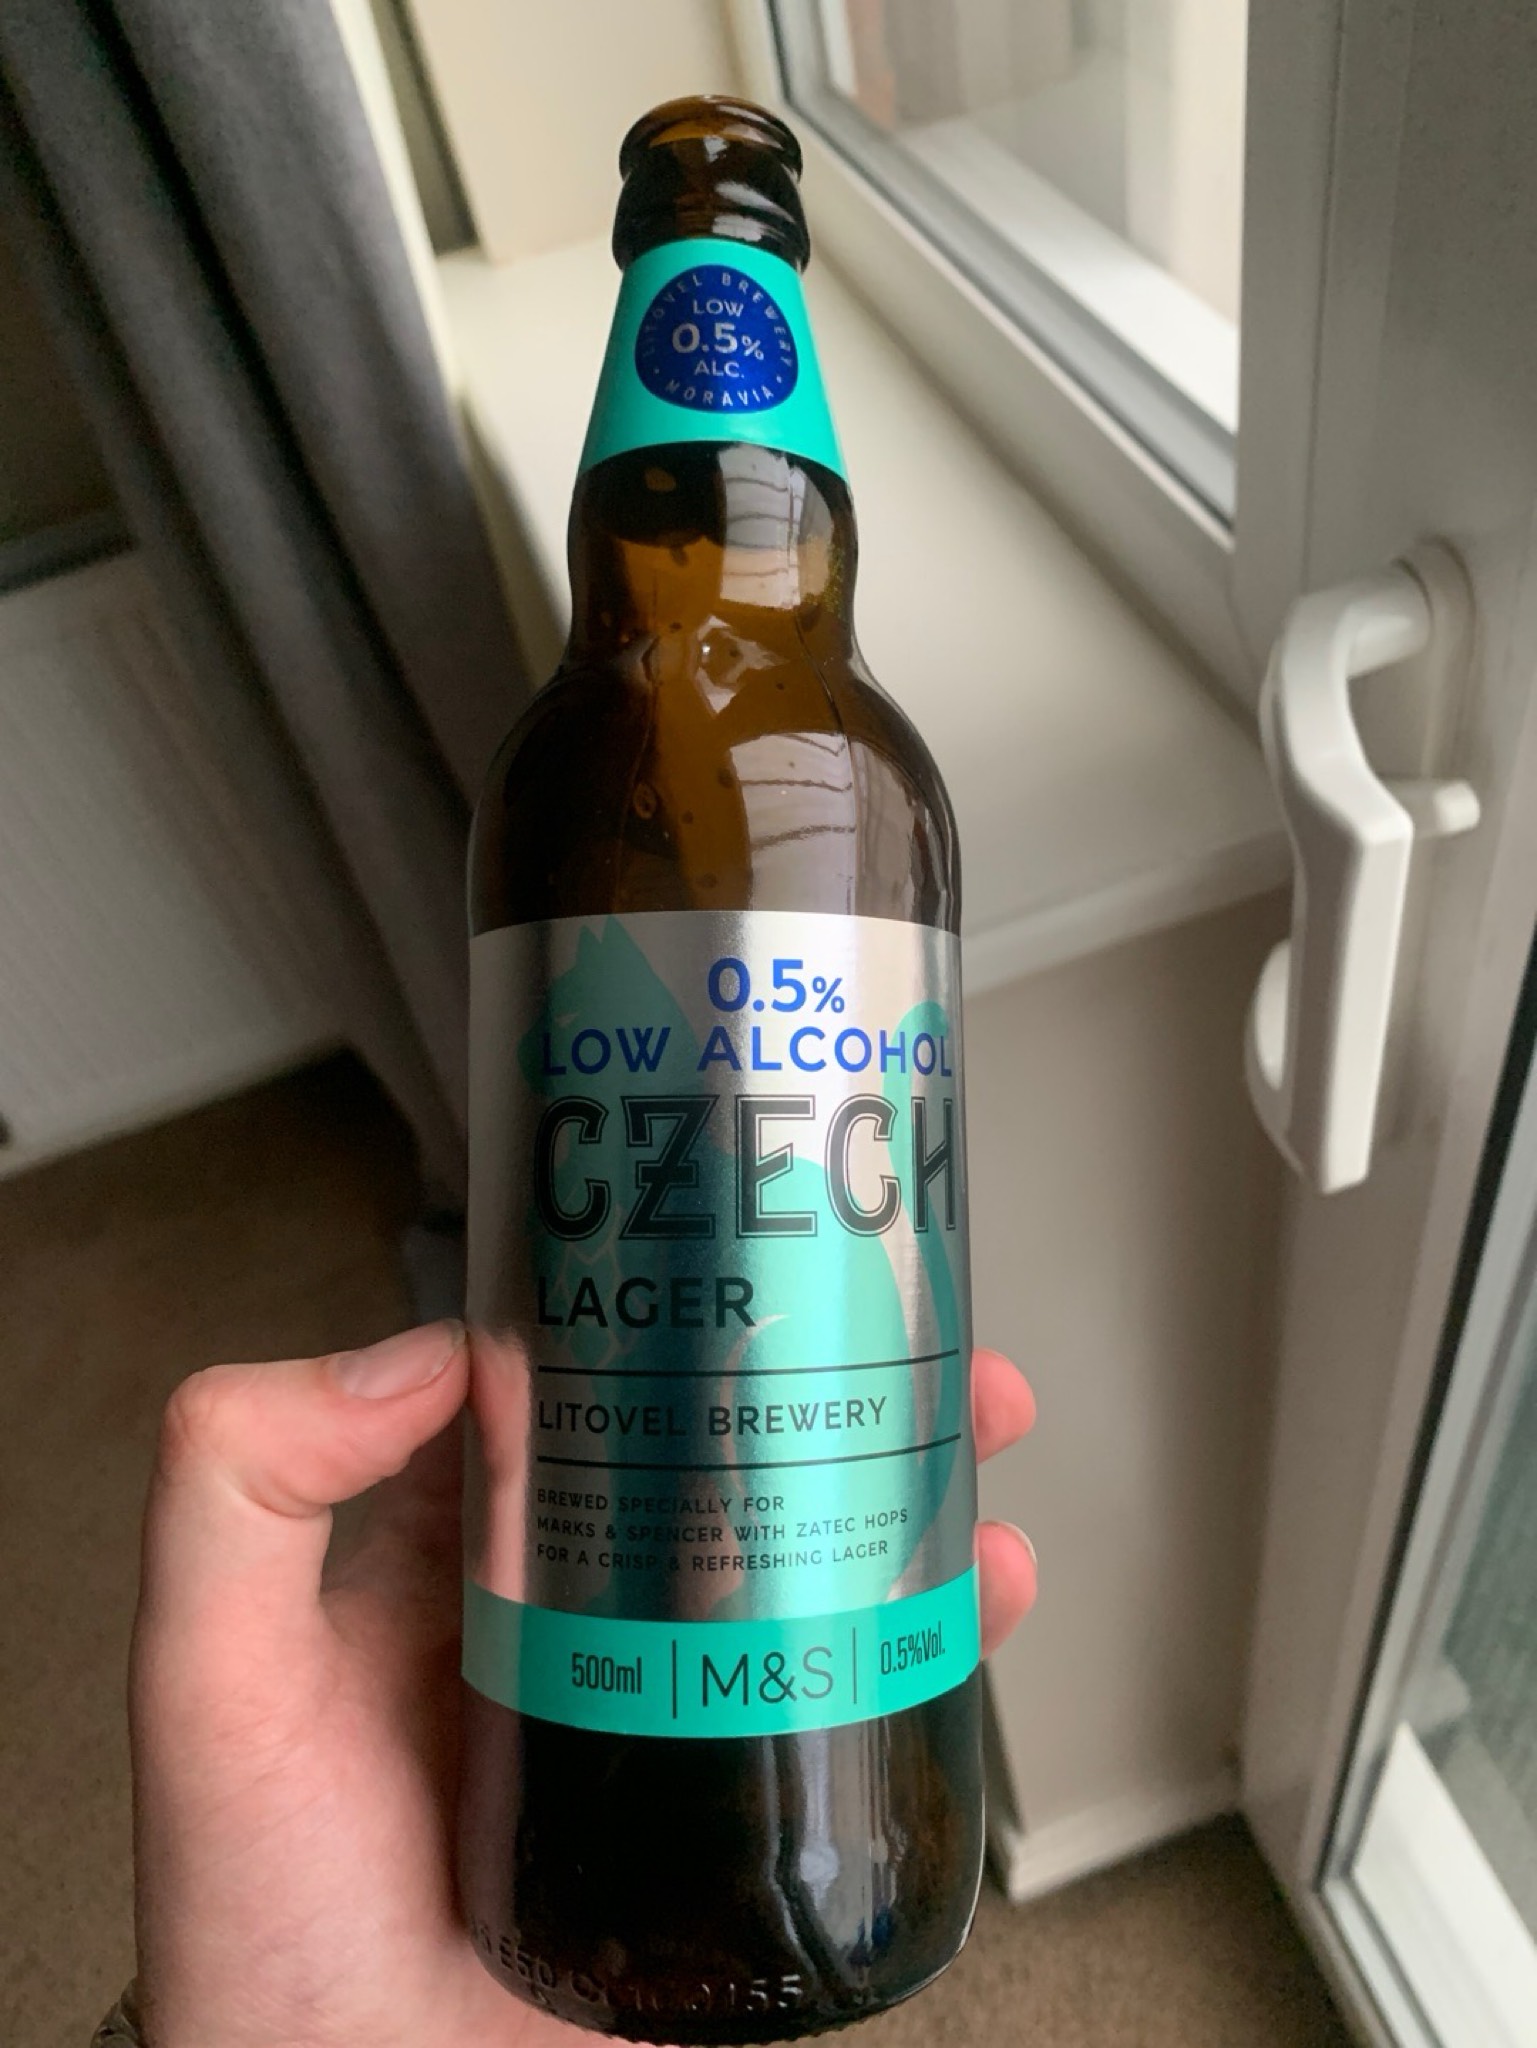 LITOVEL BREWERY
LOW
0.5%
ALC.
• MORAVIA •
0.5%
LOW ALCOHOL
CZECH
LAGER
LITOVEL BREWERY
BREWED SPECIALLY FOR
MARKS & SPENCER WITH ZATEC HOPS
FOR A CRISP & REFRESHING LAGER
500ml | M&S | 0.5%Vol.